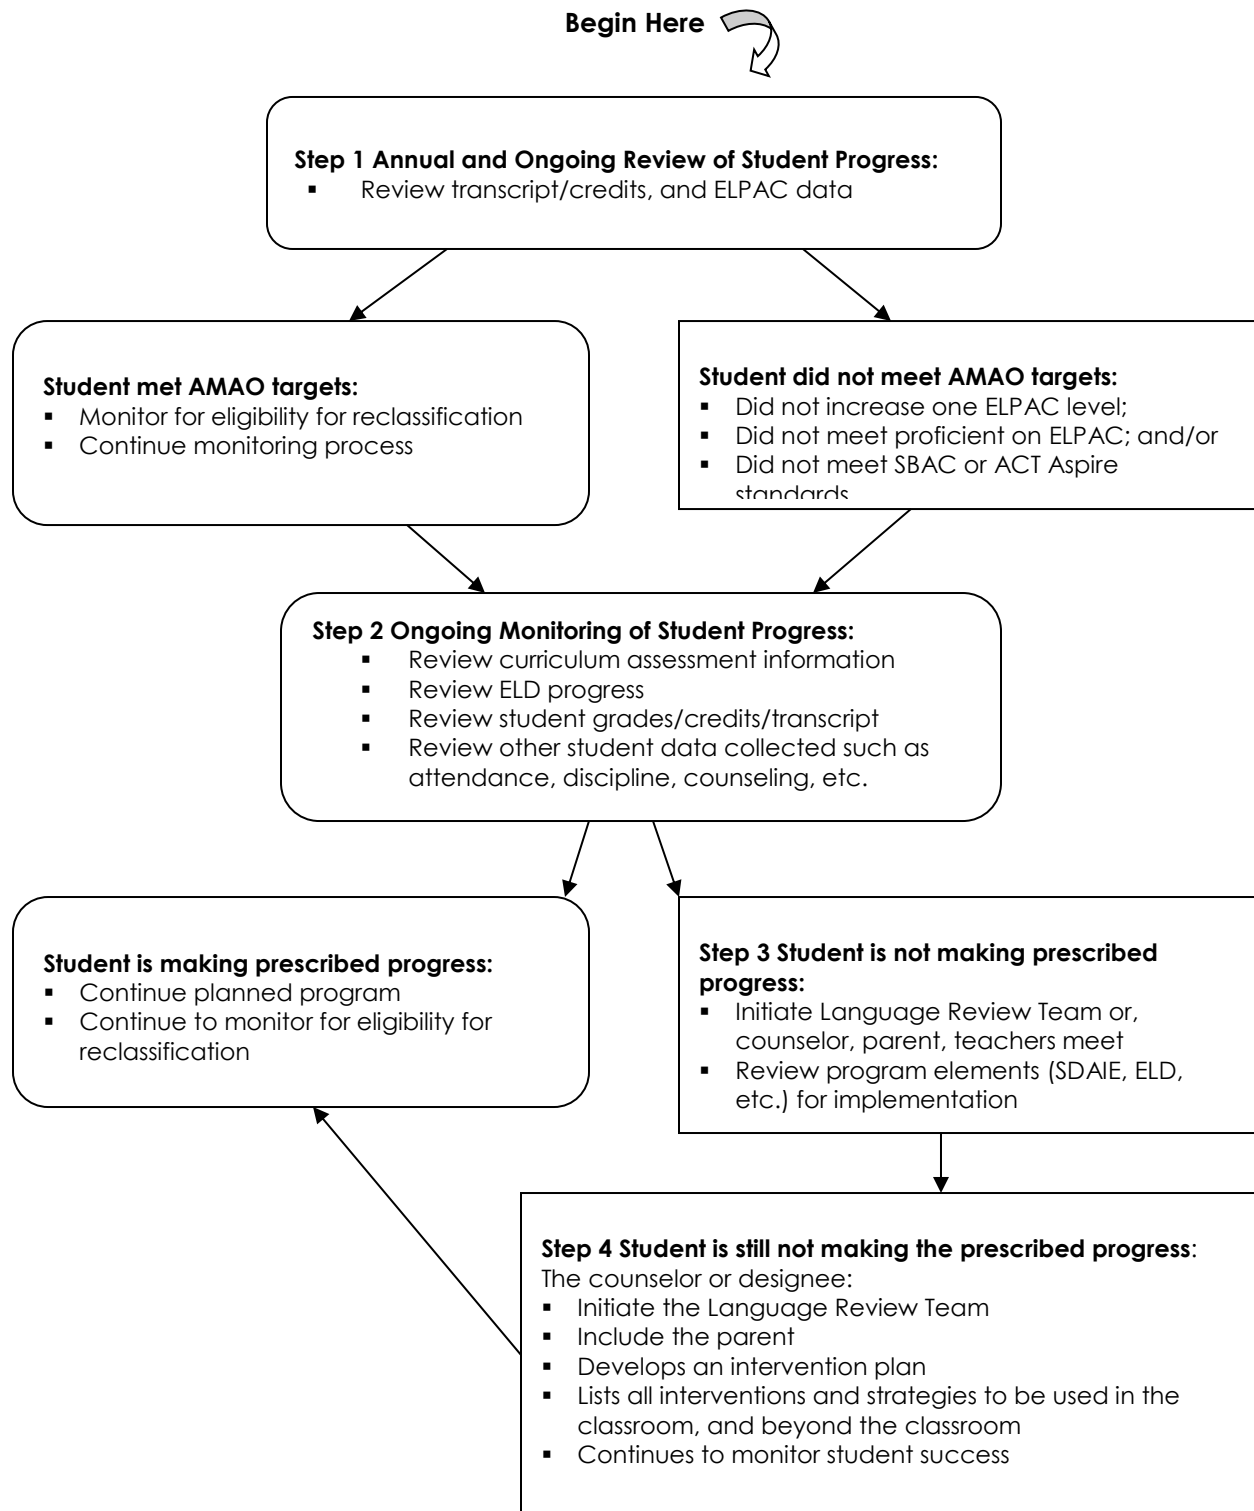 Begin Here
Step 1 Annual and Ongoing Review of Student Progress:
▪ Review transcript/credits, and ELPAC data
Student met AMAO targets:
▪ Monitor for eligibility for reclassification
▪ Continue monitoring process
Student did not meet AMAO targets:
▪ Did not increase one ELPAC level;
▪ Did not meet proficient on ELPAC; and/or
▪ Did not meet SBAC or ACT Aspire
standards
Step 2 Ongoing Monitoring of Student Progress:
▪ Review curriculum assessment information
▪ Review ELD progress
▪ Review student grades/credits/transcript
▪ Review other student data collected such as
attendance, discipline, counseling, etc.
Student is making prescribed progress:
▪ Continue planned program
▪ Continue to monitor for eligibility for
reclassification
Step 3 Student is not making prescribed
progress:
▪ Initiate Language Review Team or,
counselor, parent, teachers meet
▪ Review program elements (SDAIE, ELD,
etc.) for implementation
Step 4 Student is still not making the prescribed progress:
The counselor or designee:
▪ Initiate the Language Review Team
▪ Include the parent
▪ Develops an intervention plan
▪ Lists all interventions and strategies to be used in the
classroom, and beyond the classroom
▪ Continues to monitor student success